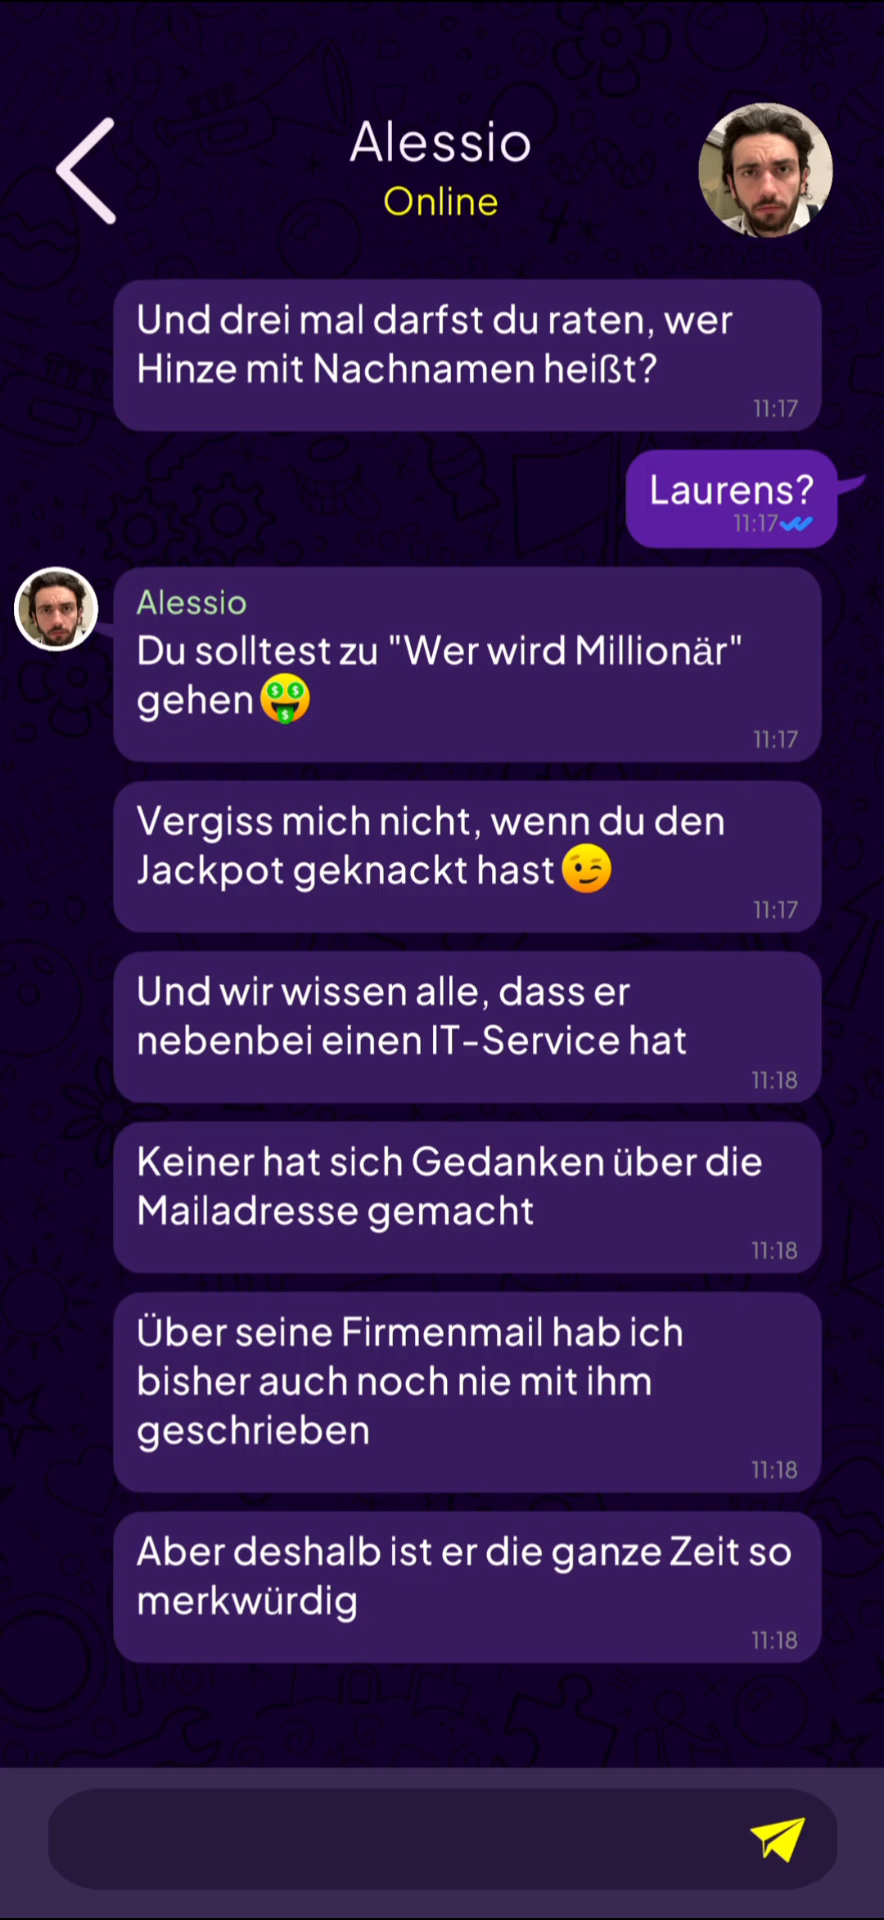 Alessio
Online
Und drei mal darfst du raten, wer
Hinze mit Nachnamen heißt?
11:17
Laurens?
11:17
Alessio
Du solltest zu "Wer wird Millionär"
gehen🤑
11:17
Vergiss mich nicht, wenn du den
Jackpot geknackt hast😉
11:17
Und wir wissen alle, dass er
nebenbei einen IT-Service hat
11:18
Keiner hat sich Gedanken über die
Mailadresse gemacht
11:18
Über seine Firmenmail hab ich
bisher auch noch nie mit ihm
geschrieben
11:18
Aber deshalb ist er die ganze Zeit so
merkwürdig
11:18